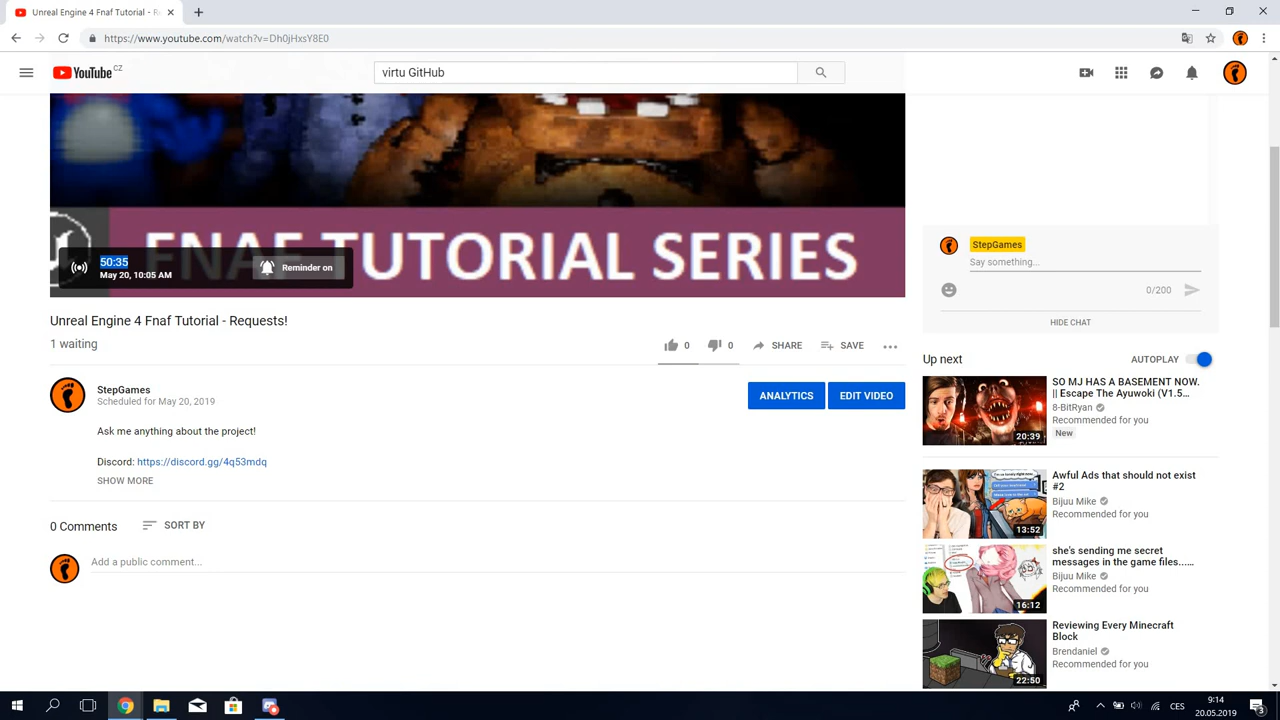 Unreal Engine 4 Fnaf Tutorial - R
https://www.youtube.com/watch?v=Dh0jHxsY8E0
YouTube CZ
virtu GitHub
FNAF TUTORIAL SERIES
50:35
May 20, 10:05 AM
Reminder on
Unreal Engine 4 Fnaf Tutorial - Requests!
1 waiting
0
0
SHARE
SAVE
StepGames
Scheduled for May 20, 2019
ANALYTICS
EDIT VIDEO
Ask me anything about the project!
Discord: https://discord.gg/4q53mdq
SHOW MORE
0 Comments
SORT BY
Add a public comment...
StepGames
Say something...
0/200
HIDE CHAT
Up next
AUTOPLAY
SO MJ HAS A BASEMENT NOW.
|| Escape The Ayuwoki (V1.5...
8-BitRyan
Recommended for you
New
20:39
Awful Ads that should not exist
#2
Bijuu Mike
Recommended for you
13:52
she's sending me secret
messages in the game files...…
Bijuu Mike
Recommended for you
16:12
Reviewing Every Minecraft
Block
Brendaniel
Recommended for you
22:50
CES
9:14
20.05.2019
3